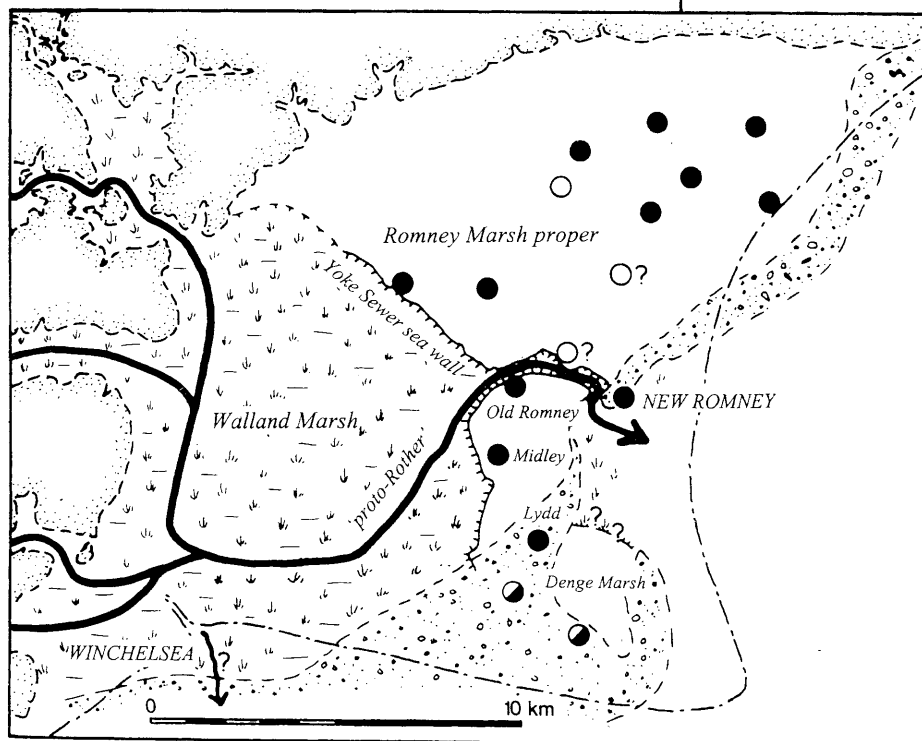 Romney Marsh proper
?
Yoke Sewer sea wall
?
NEW ROMNEY
Old Romney
Walland Marsh
Midley
proto-Rother
Lydd
? ?
Denge Marsh
WINCHELSEA
?
0 10 km